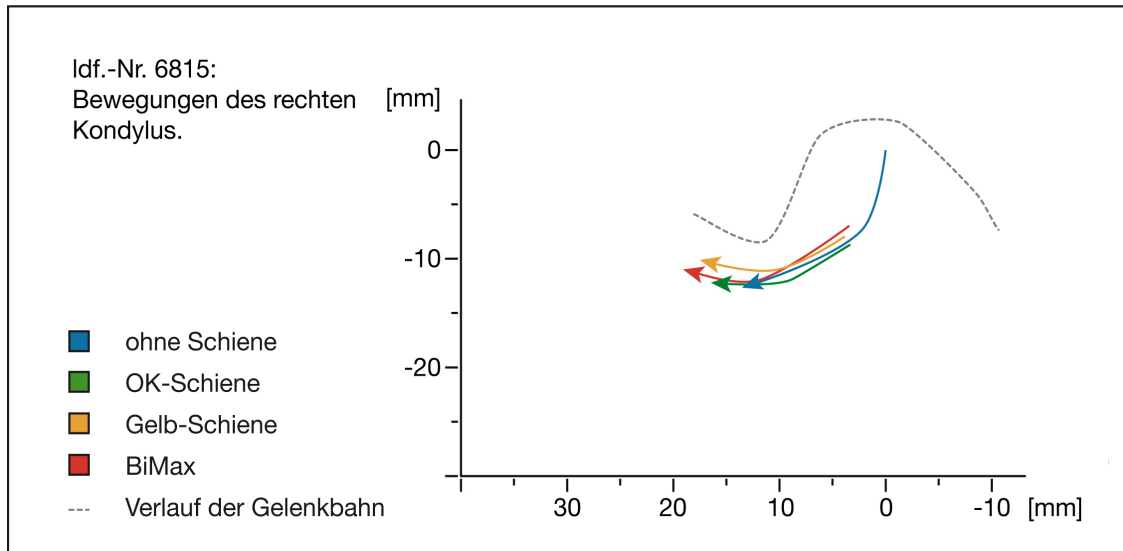 Idf.-Nr. 6815:
Bewegungen des rechten
Kondylus.
[mm]
0
-10
-20
30 20 10 0 -10 [mm]
ohne Schiene
OK-Schiene
Gelb-Schiene
BiMax
Verlauf der Gelenkbahn